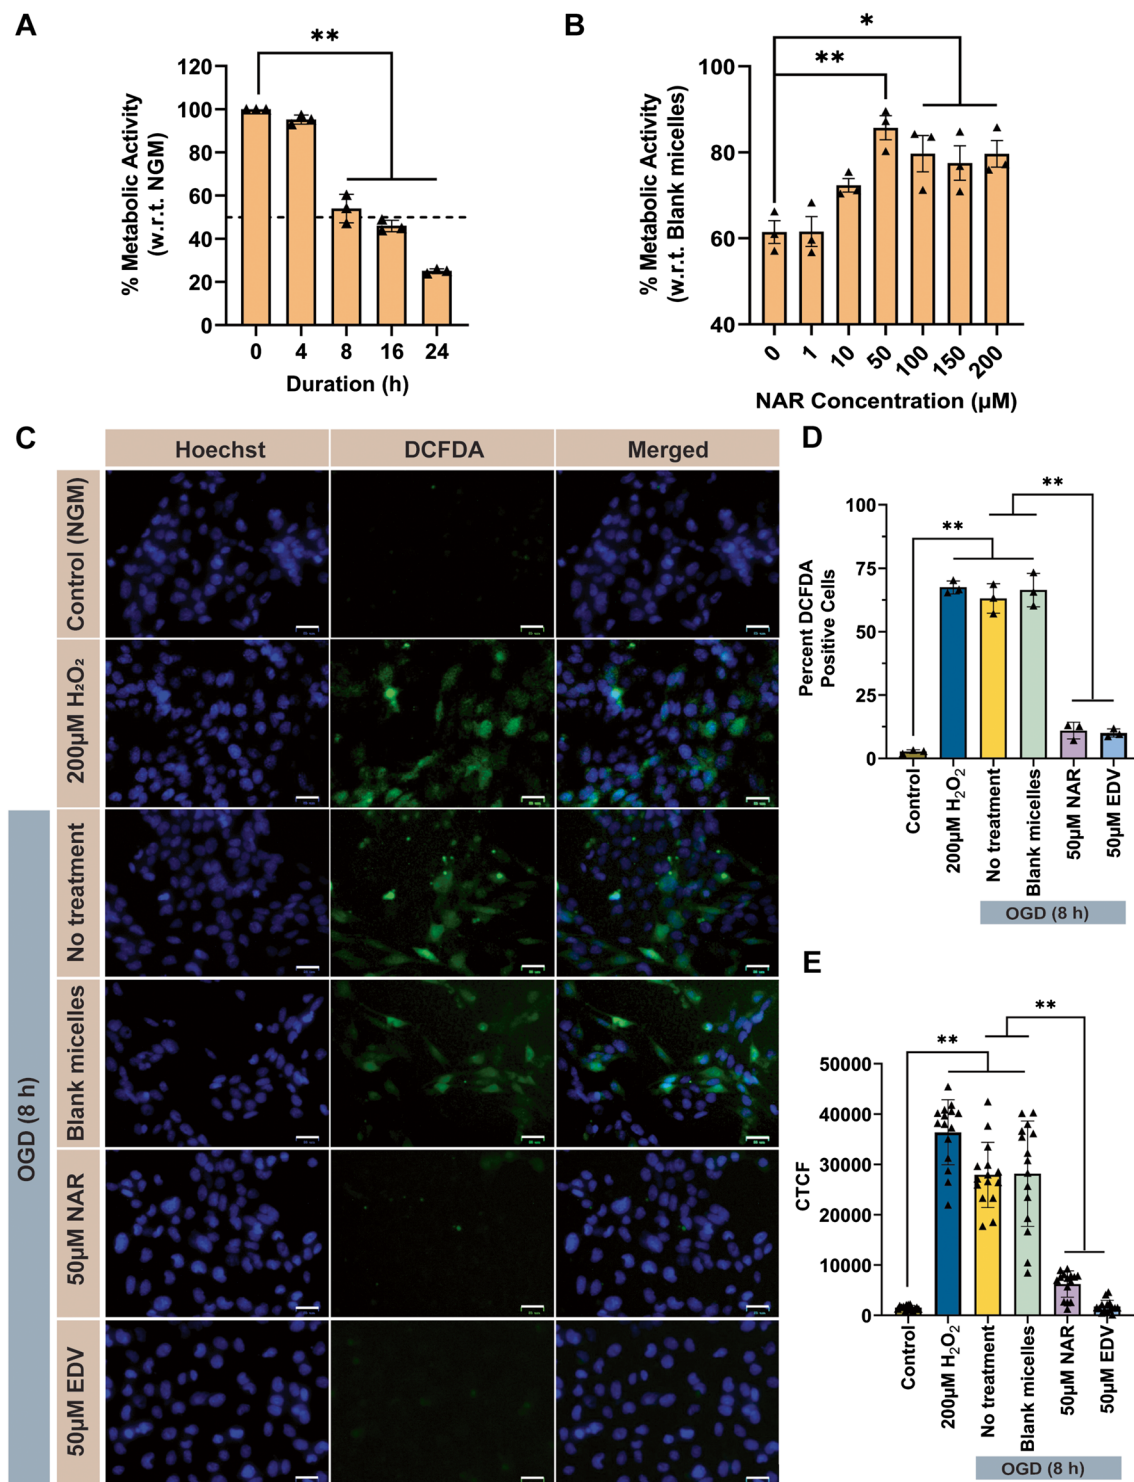 A
**
% Metabolic Activity
(w.r.t. NGM)
120
100
80
60
40
20
0
0 4 8 16 24
Duration (h)
B
*
**
% Metabolic Activity
(w.r.t. Blank micelles)
100
80
60
40
0 1 10 50 100 150 200
NAR Concentration (µM)
C
Hoechst DCFDA Merged
Control (NGM)
200µM H₂O₂
OGD (8 h)
No treatment
Blank micelles
50µM NAR
50µM EDV
D
**
**
Percent DCFDA
Positive Cells
100
75
50
25
0
Control
200µM H₂O₂
No treatment
Blank micelles
50µM NAR
50µM EDV
OGD (8 h)
E
**
**
CTCF
50000
40000
30000
20000
10000
0
Control
200µM H₂O₂
No treatment
Blank micelles
50µM NAR
50µM EDV
OGD (8 h)